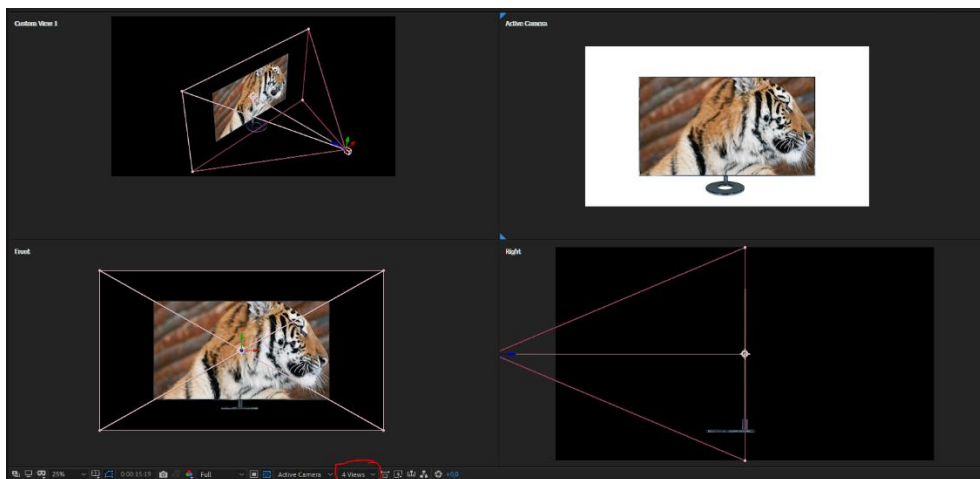 Custom View 1
Active Camera
Front
Right
25%
0:00:15:19
Full
Active Camera
4 Views
+0,0